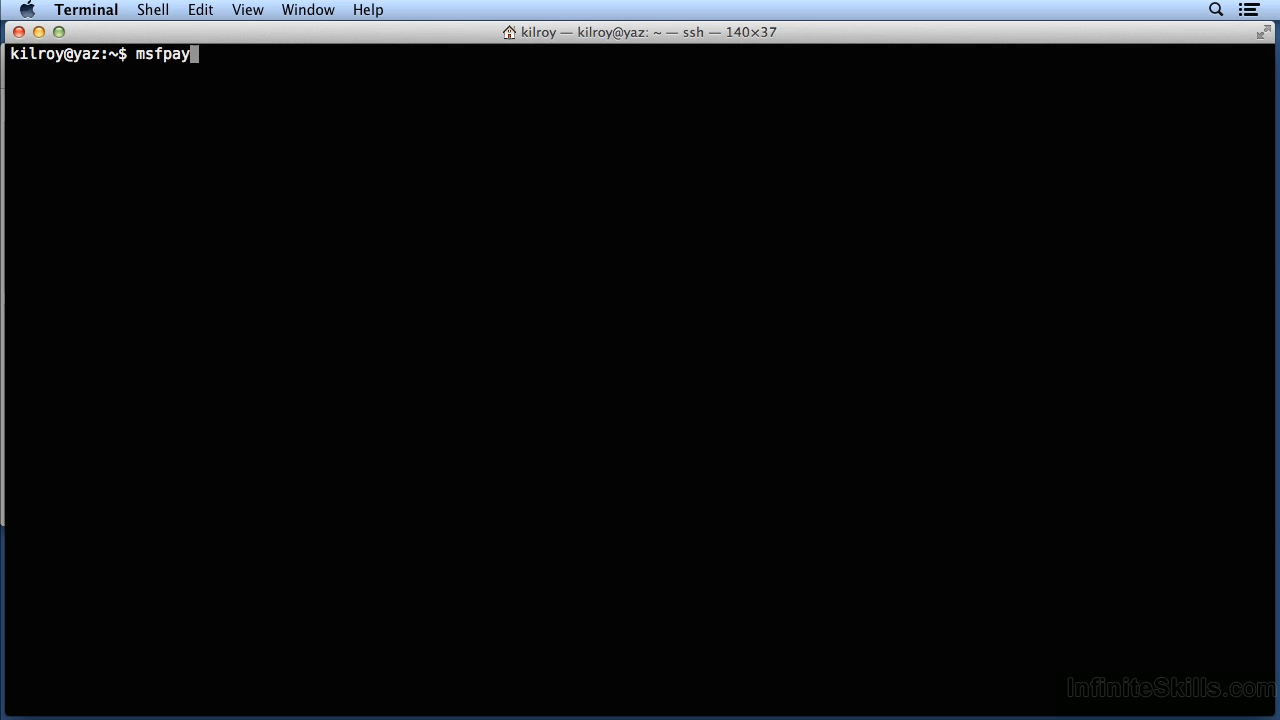 Terminal Shell Edit View Window Help
kilroy — kilroy@yaz: ~ — ssh — 140×37
kilroy@yaz:~$ msfpay
InfiniteSkills.com